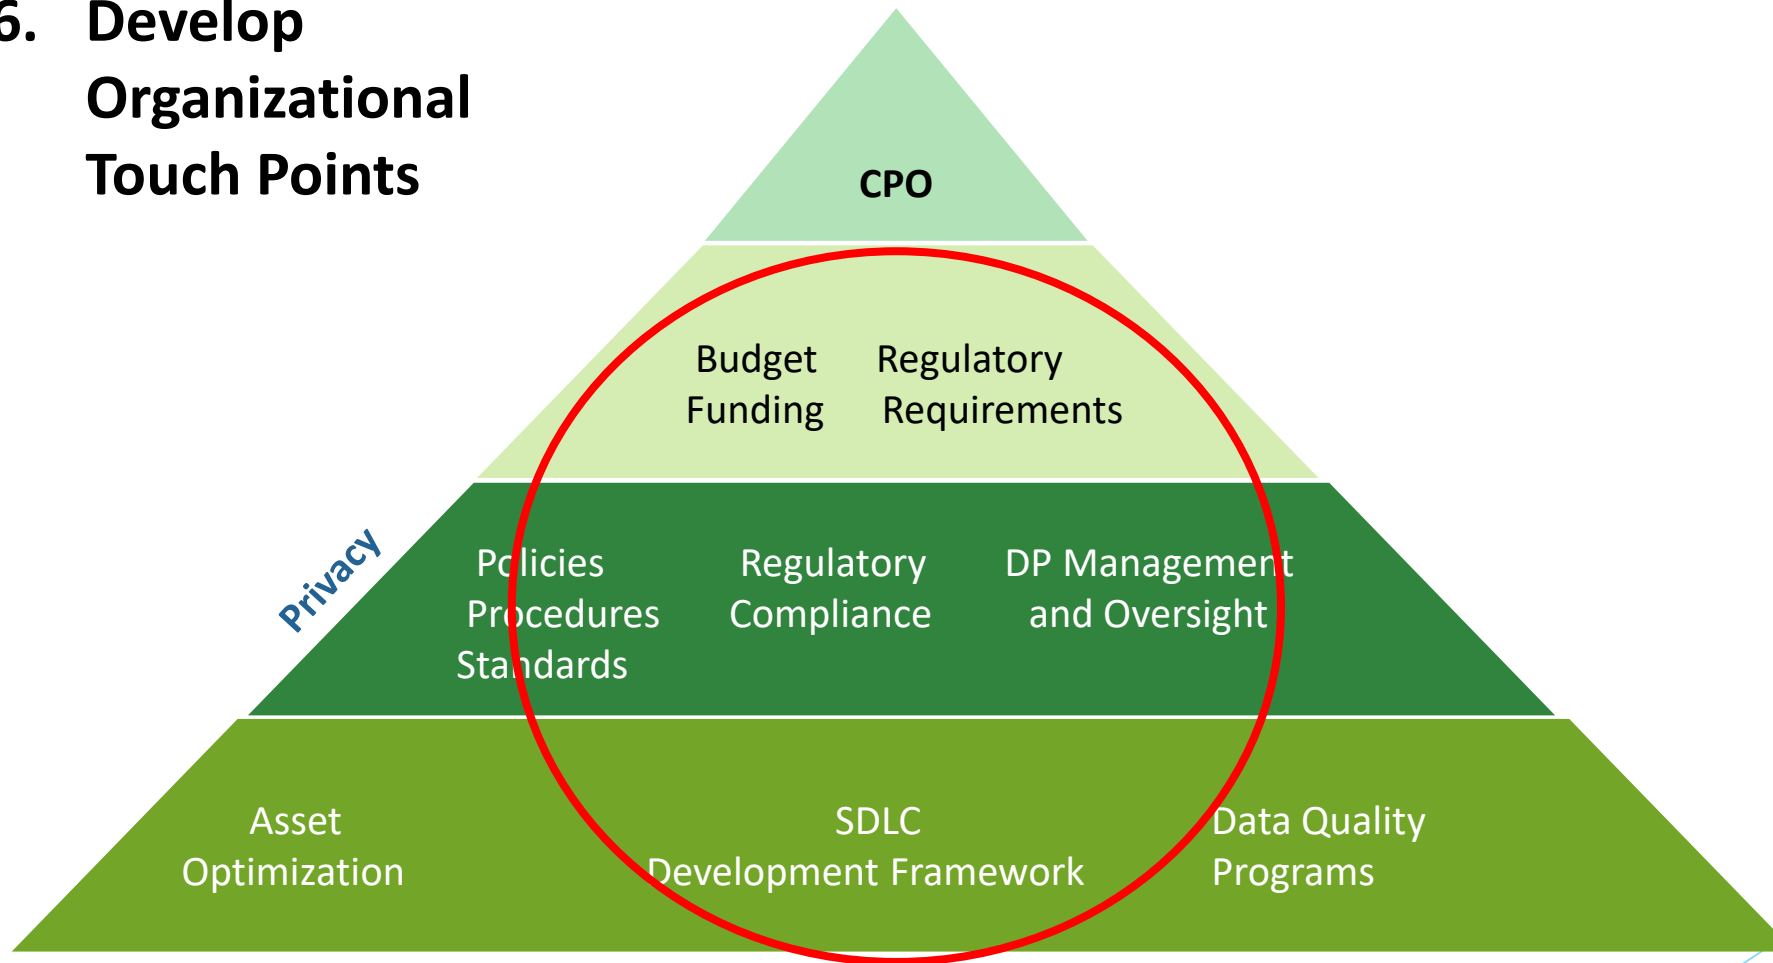 6. Develop
Organizational
Touch Points
CPO
Budget Regulatory
Funding Requirements
Privacy
Policies Regulatory DP Management
Procedures Compliance and Oversight
Standards
Asset SDLC Data Quality
Optimization Development Framework Programs